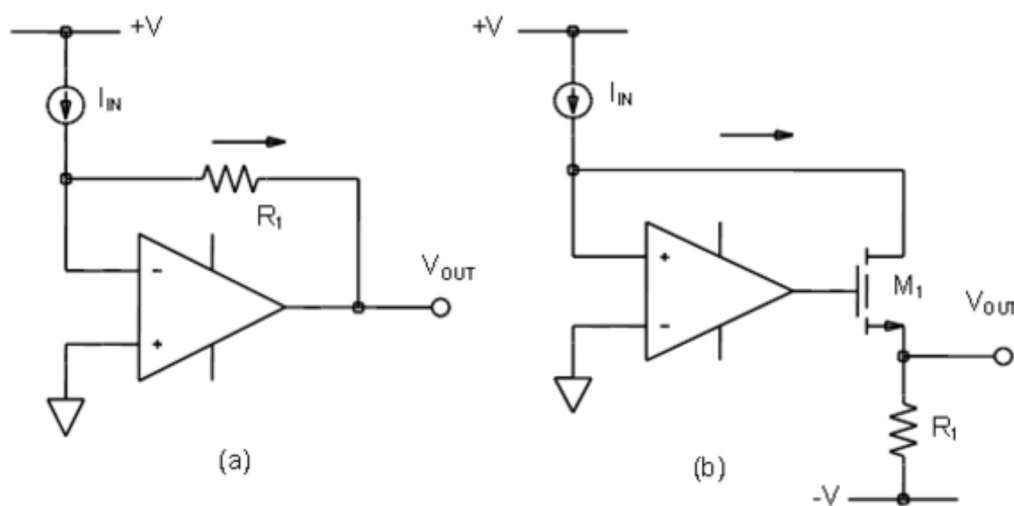 +V
I_IN
R_1
-
+
V_OUT
(a)
+V
I_IN
+
-
M_1
V_OUT
R_1
-V
(b)